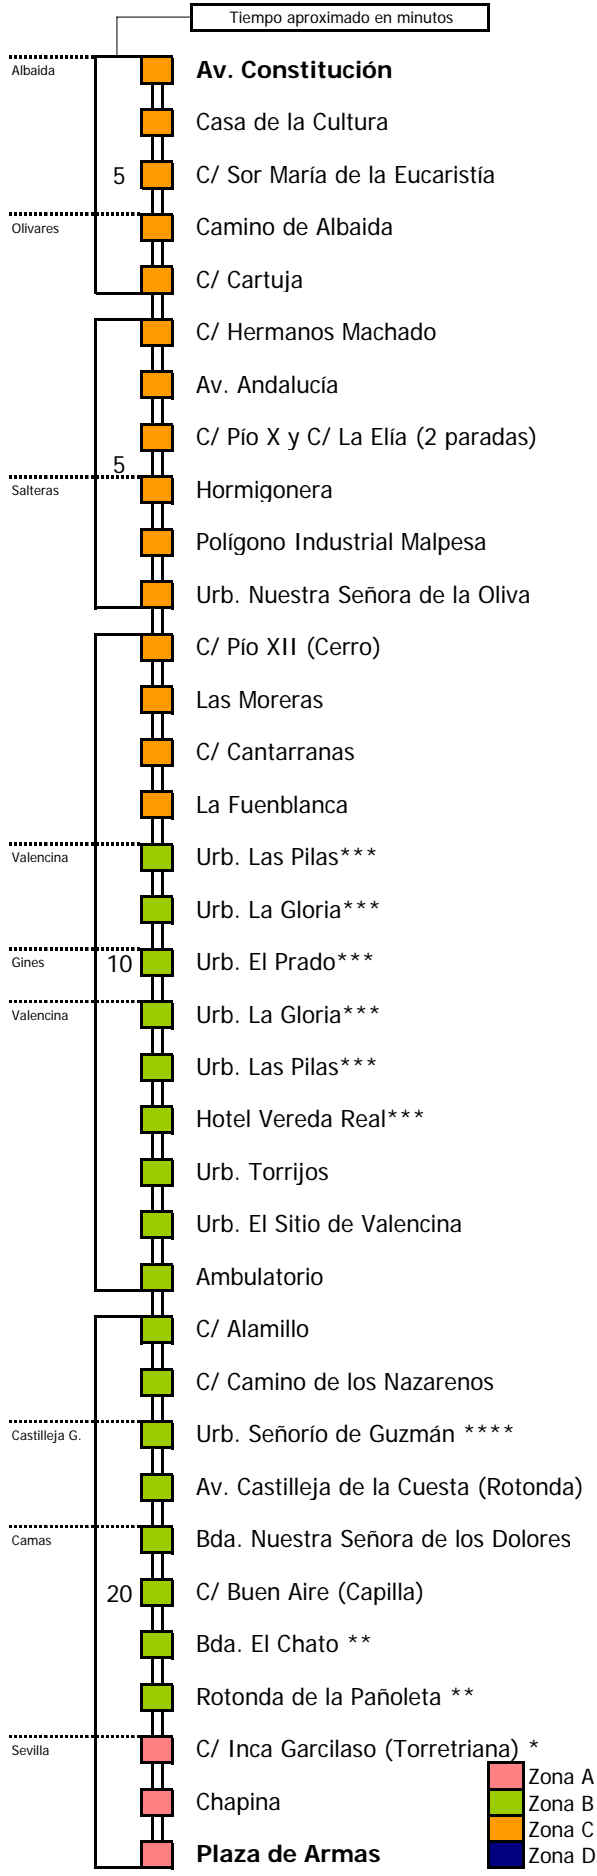 Tiempo aproximado en minutos
Albaida
Av. Constitución
Casa de la Cultura
5
C/ Sor María de la Eucaristía
Olivares
Camino de Albaida
C/ Cartuja
C/ Hermanos Machado
Av. Andalucía
C/ Pío X y C/ La Elía (2 paradas)
5
Salteras
Hormigonera
Polígono Industrial Malpesa
Urb. Nuestra Señora de la Oliva
C/ Pío XII (Cerro)
Las Moreras
C/ Cantarranas
La Fuenblanca
Valencina
Urb. Las Pilas***
Urb. La Gloria***
Gines
10
Urb. El Prado***
Valencina
Urb. La Gloria***
Urb. Las Pilas***
Hotel Vereda Real***
Urb. Torrijos
Urb. El Sitio de Valencina
Ambulatorio
C/ Alamillo
C/ Camino de los Nazarenos
Castilleja G.
Urb. Señorío de Guzmán ****
Av. Castilleja de la Cuesta (Rotonda)
Camas
Bda. Nuestra Señora de los Dolores
20
C/ Buen Aire (Capilla)
Bda. El Chato **
Rotonda de la Pañoleta **
Sevilla
C/ Inca Garcilaso (Torretriana) *
Chapina
Plaza de Armas
Zona A
Zona B
Zona C
Zona D